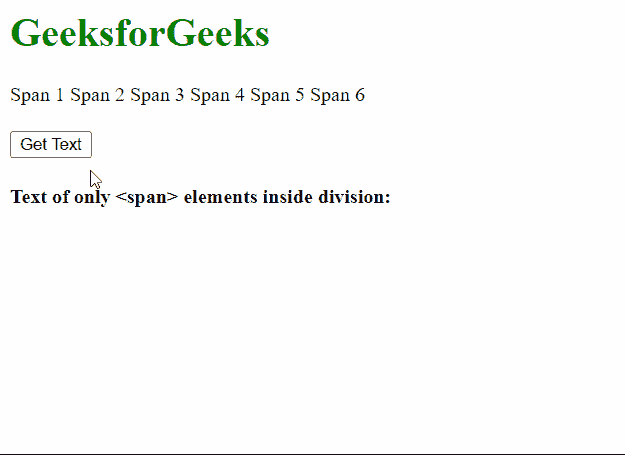 GeeksforGeeks
Span 1 Span 2 Span 3 Span 4 Span 5 Span 6
Get Text
Text of only <span> elements inside division: